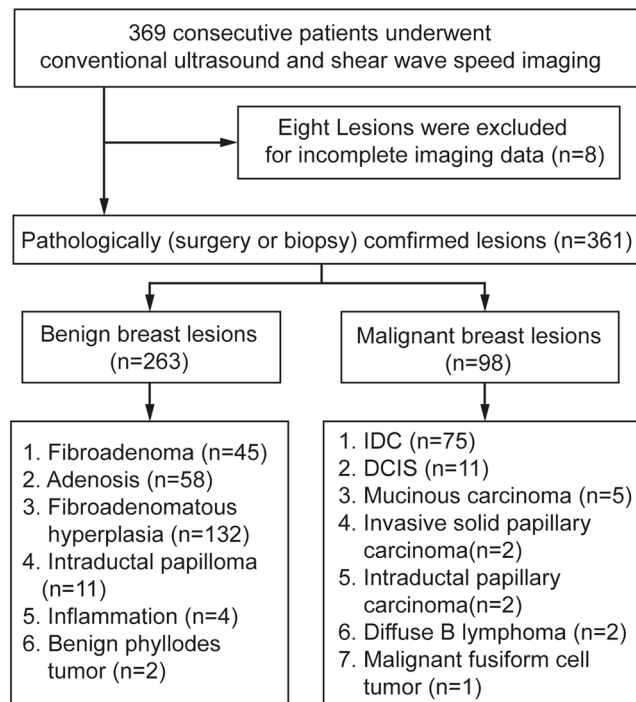 369 consecutive patients underwent
conventional ultrasound and shear wave speed imaging
Eight Lesions were excluded
for incomplete imaging data (n=8)
Pathologically (surgery or biopsy) comfirmed lesions (n=361)
Benign breast lesions
(n=263)
Malignant breast lesions
(n=98)
1. Fibroadenoma (n=45)
2. Adenosis (n=58)
3. Fibroadenomatous
hyperplasia (n=132)
4. Intraductal papilloma
(n=11)
5. Inflammation (n=4)
6. Benign phyllodes
tumor (n=2)
1. IDC (n=75)
2. DCIS (n=11)
3. Mucinous carcinoma (n=5)
4. Invasive solid papillary
carcinoma(n=2)
5. Intraductal papillary
carcinoma(n=2)
6. Diffuse B lymphoma (n=2)
7. Malignant fusiform cell
tumor (n=1)